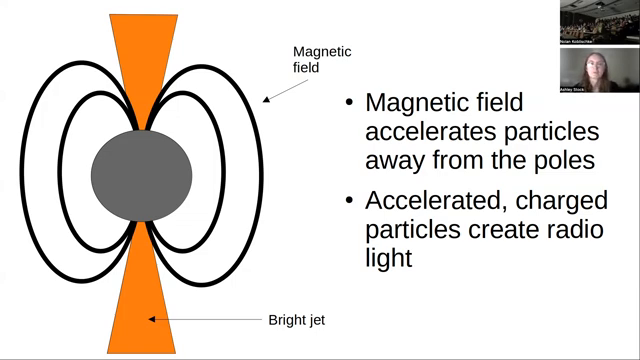 Magnetic
field
• Magnetic field
accelerates particles
away from the poles
• Accelerated, charged
particles create radio
light
Bright jet
Ashley Stock